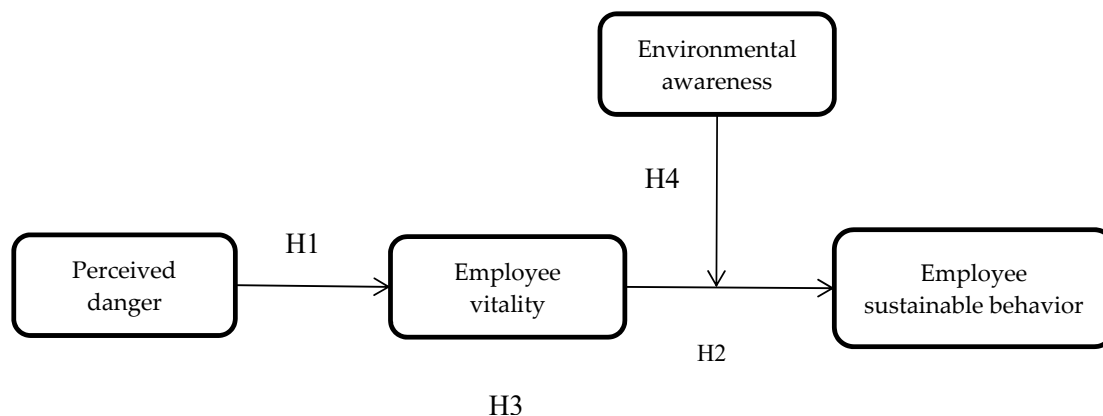 Environmental
awareness
H4
H1
Perceived
danger
Employee
vitality
Employee
sustainable behavior
H2
H3